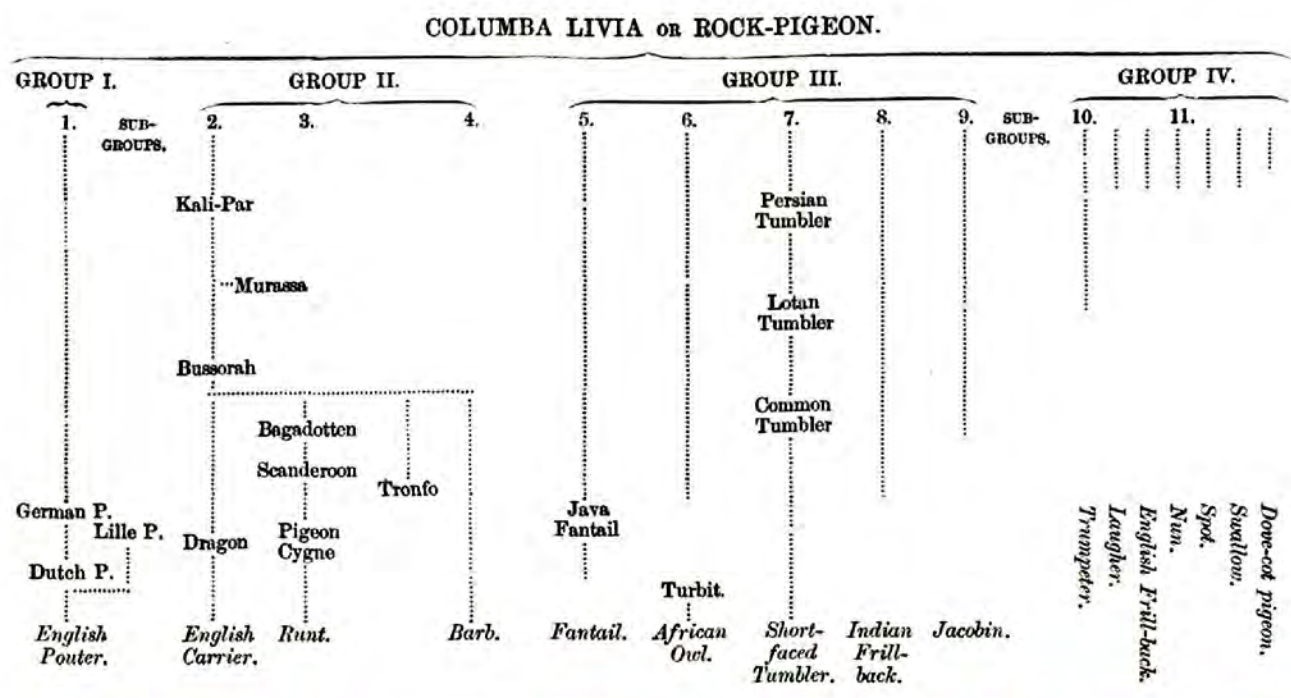 COLUMBA LIVIA OR ROCK-PIGEON.
GROUP I.
GROUP II.
GROUP III.
GROUP IV.
1.
SUB-
GROUPS.
2.
3.
4.
5.
6.
7.
8.
9.
SUB-
GROUPS.
10.
11.
Kali-Par
Persian
Tumbler
Murassa
Lotan
Tumbler
Bussorah
Common
Tumbler
Bagadotten
Scanderoon
Tronfo
German P.
Lille P.
Dutch P.
Dragon
Pigeon
Cygne
Java
Fantail
Turbit.
English
Pouter.
English
Carrier.
Runt.
Barb.
Fantail.
African
Owl.
Short-
faced
Tumbler.
Indian
Frill-
back.
Jacobin.
Trumpeter.
Laugher.
English Frill-back.
Nun.
Spot.
Swallow.
Dove-cot pigeon.